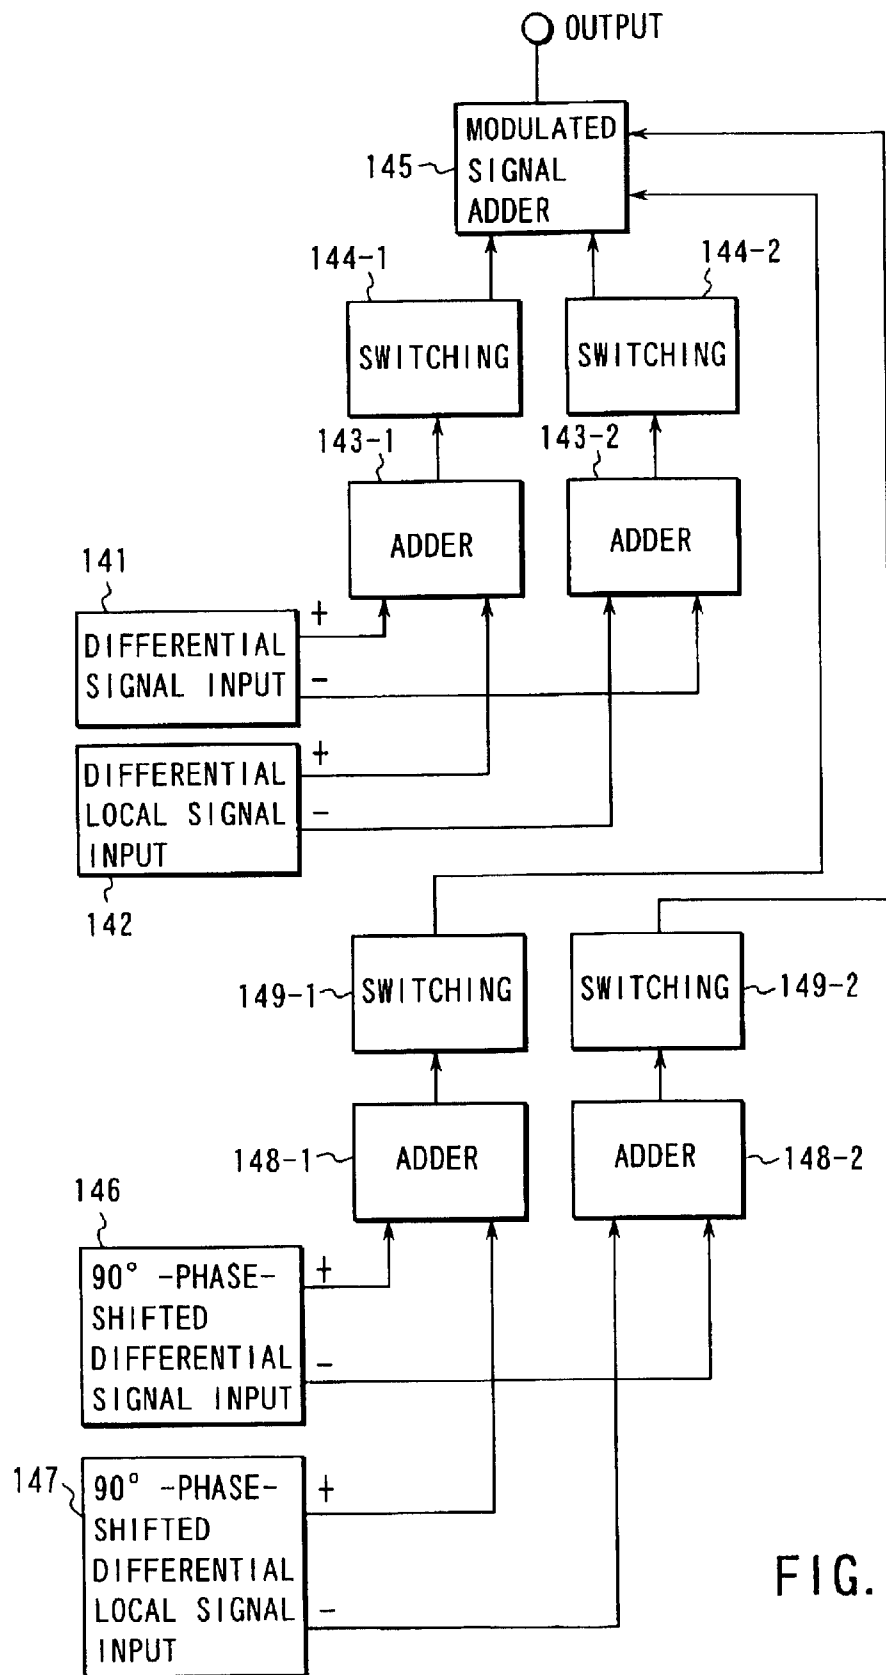 OUTPUT
MODULATED
SIGNAL
ADDER
145
144-1
144-2
SWITCHING
SWITCHING
143-1
143-2
ADDER
ADDER
141
DIFFERENTIAL
SIGNAL INPUT
+
-
DIFFERENTIAL
LOCAL SIGNAL
INPUT
+
-
142
SWITCHING
SWITCHING
149-1
149-2
ADDER
ADDER
148-1
148-2
146
90° -PHASE-
SHIFTED
DIFFERENTIAL
SIGNAL INPUT
+
-
147
90° -PHASE-
SHIFTED
DIFFERENTIAL
LOCAL SIGNAL
INPUT
+
-
FIG.